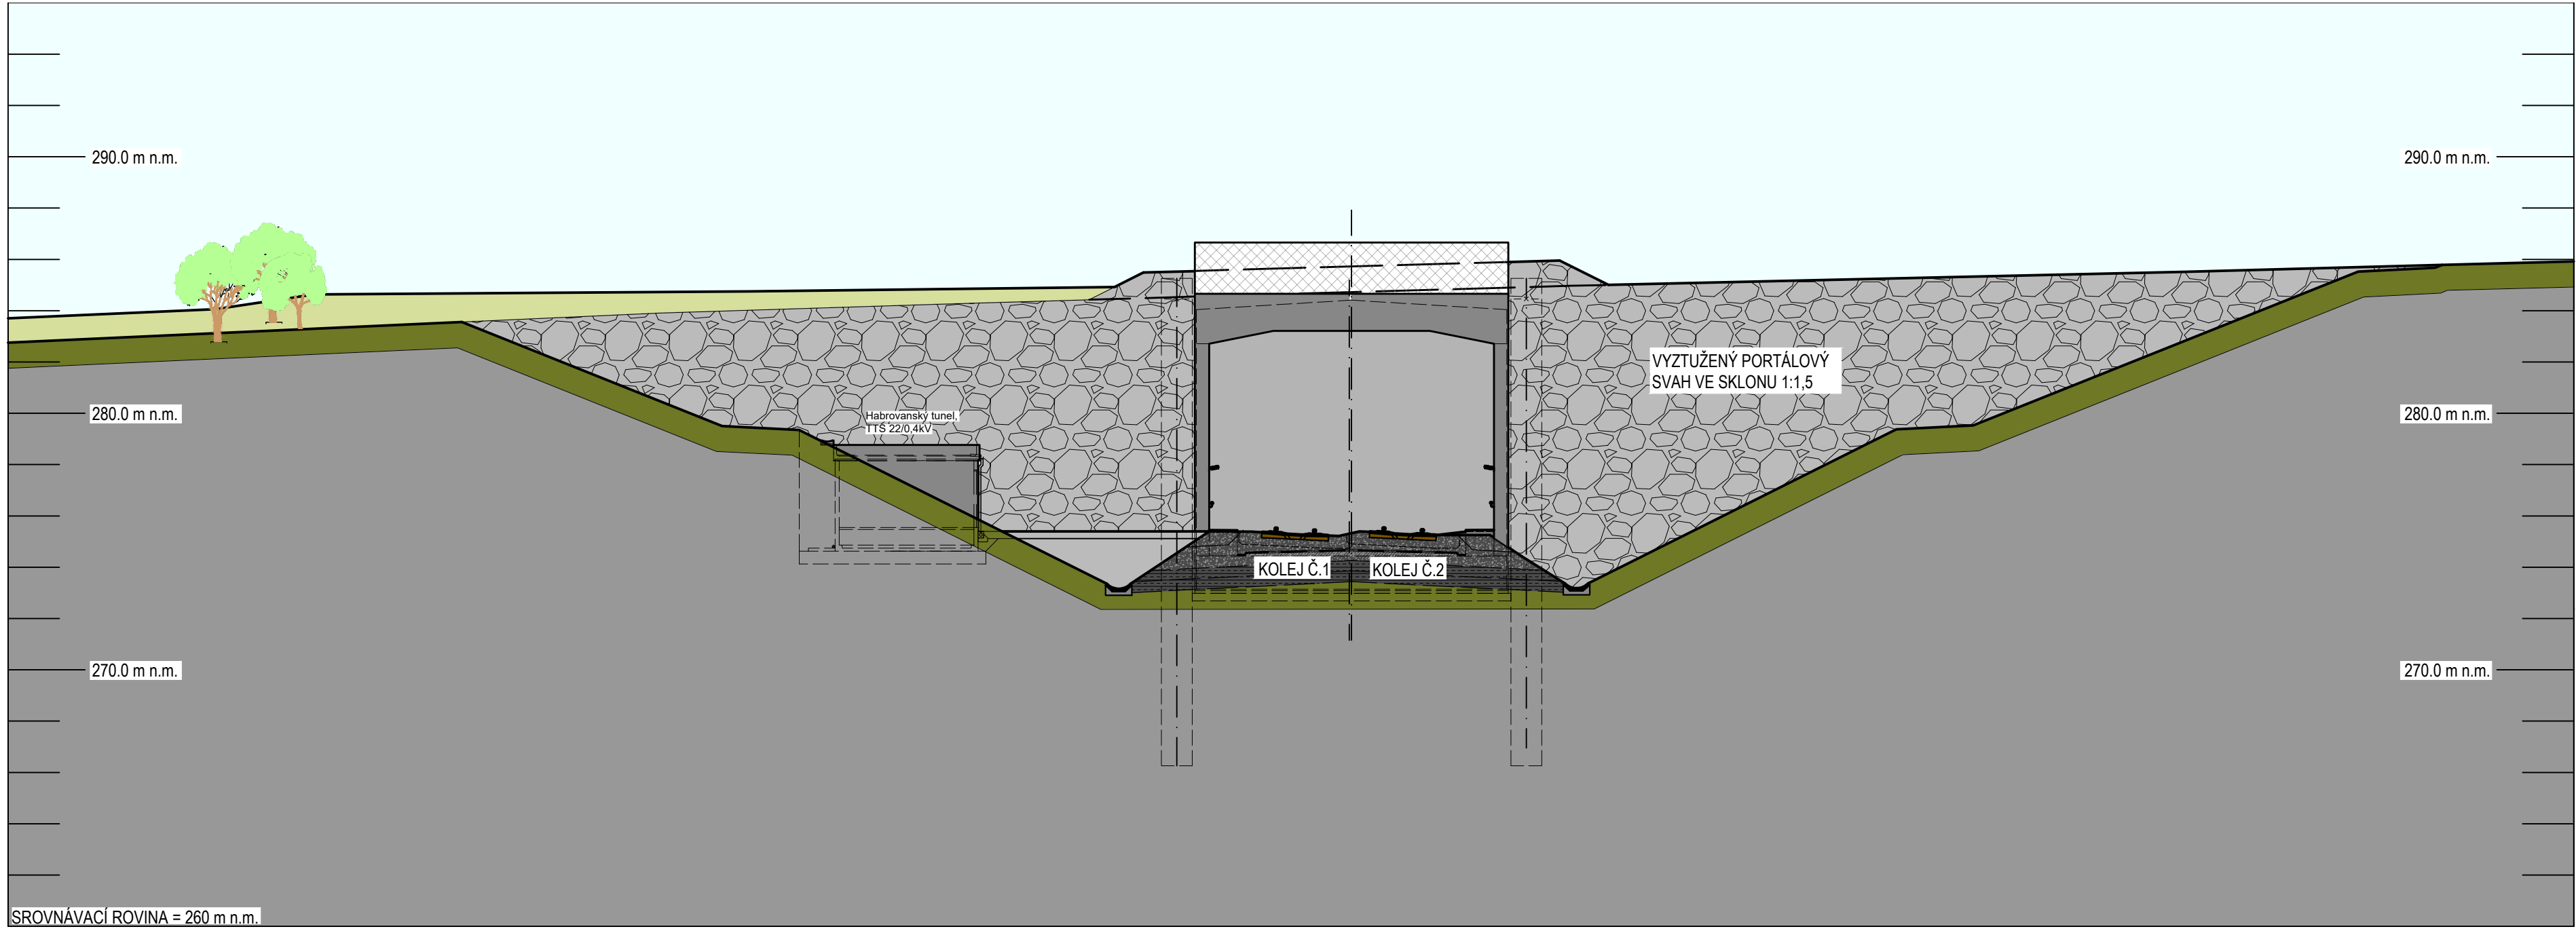 290.0 m n.m.
290.0 m n.m.
VYZTUŽENÝ PORTÁLOVÝ
SVAH VE SKLONU 1:1,5
280.0 m n.m.
Habrovanský tunel,
TTS 22/0,4kV
280.0 m n.m.
KOLEJ Č.1
KOLEJ Č.2
270.0 m n.m.
270.0 m n.m.
SROVNÁVACÍ ROVINA = 260 m n.m.